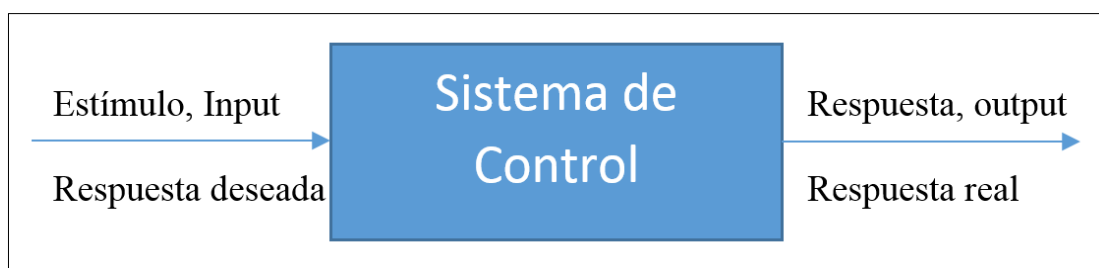 Estímulo, Input
Respuesta deseada
Sistema de
Control
Respuesta, output
Respuesta real